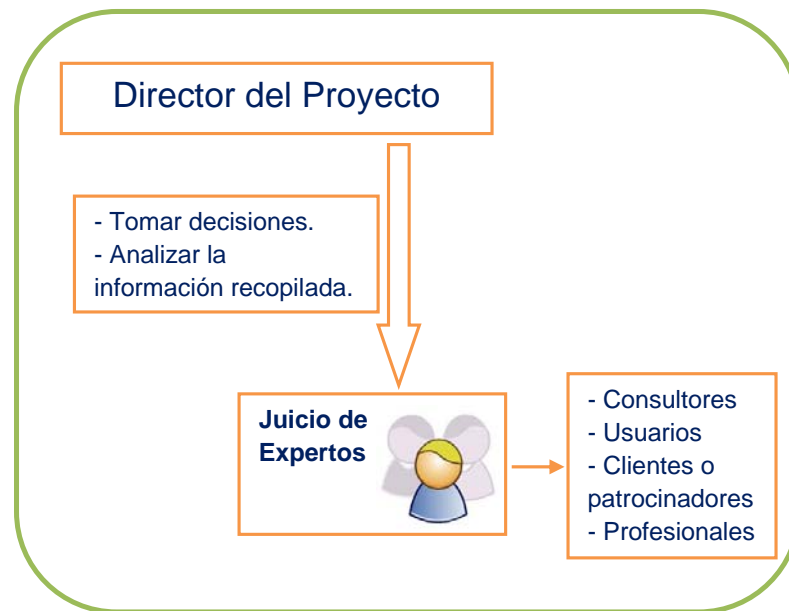 Director del Proyecto
- Tomar decisiones.
- Analizar la
información recopilada.
Juicio de
Expertos
- Consultores
- Usuarios
- Clientes o
patrocinadores
- Profesionales